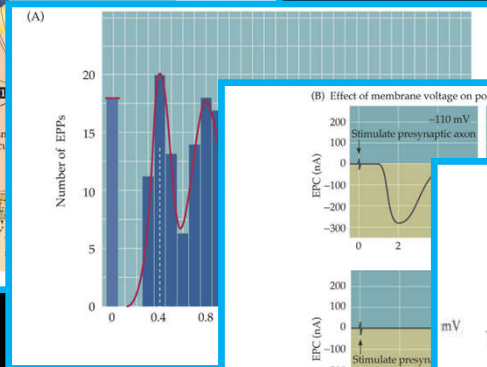 (A)
20
15
10
5
0
Number of EPPs
0 0.4 0.8
(B) Effect of membrane voltage on po
−110 mV
Stimulate presynaptic axon
200
100
0
−100
−200
−300
EPC (nA)
0 2
200
100
0
−100
EPC (nA)
Stimulate presyna
mV